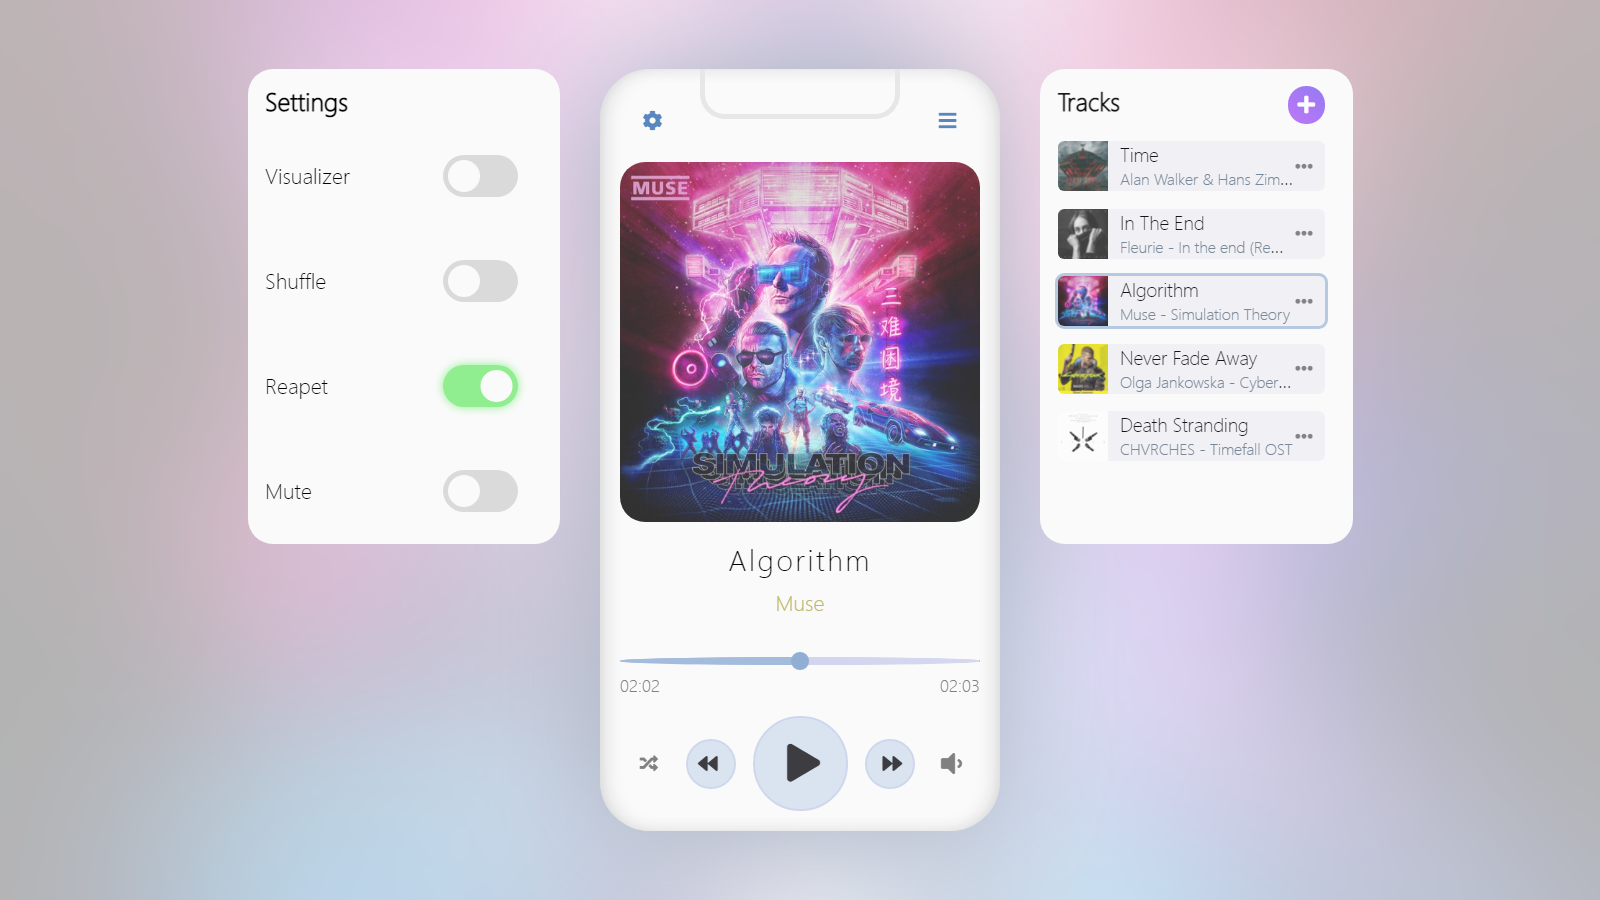 Settings
Visualizer
Shuffle
Reapet
Mute
MUSE
三
难
困
境
SIMULATION
Theory
Algorithm
Muse
02:02
02:03
Tracks
Time
Alan Walker & Hans Zim...
In The End
Fleurie - In the end (Re...
Algorithm
Muse - Simulation Theory
Never Fade Away
Olga Jankowska - Cyber...
Death Stranding
CHVRCHES - Timefall OST